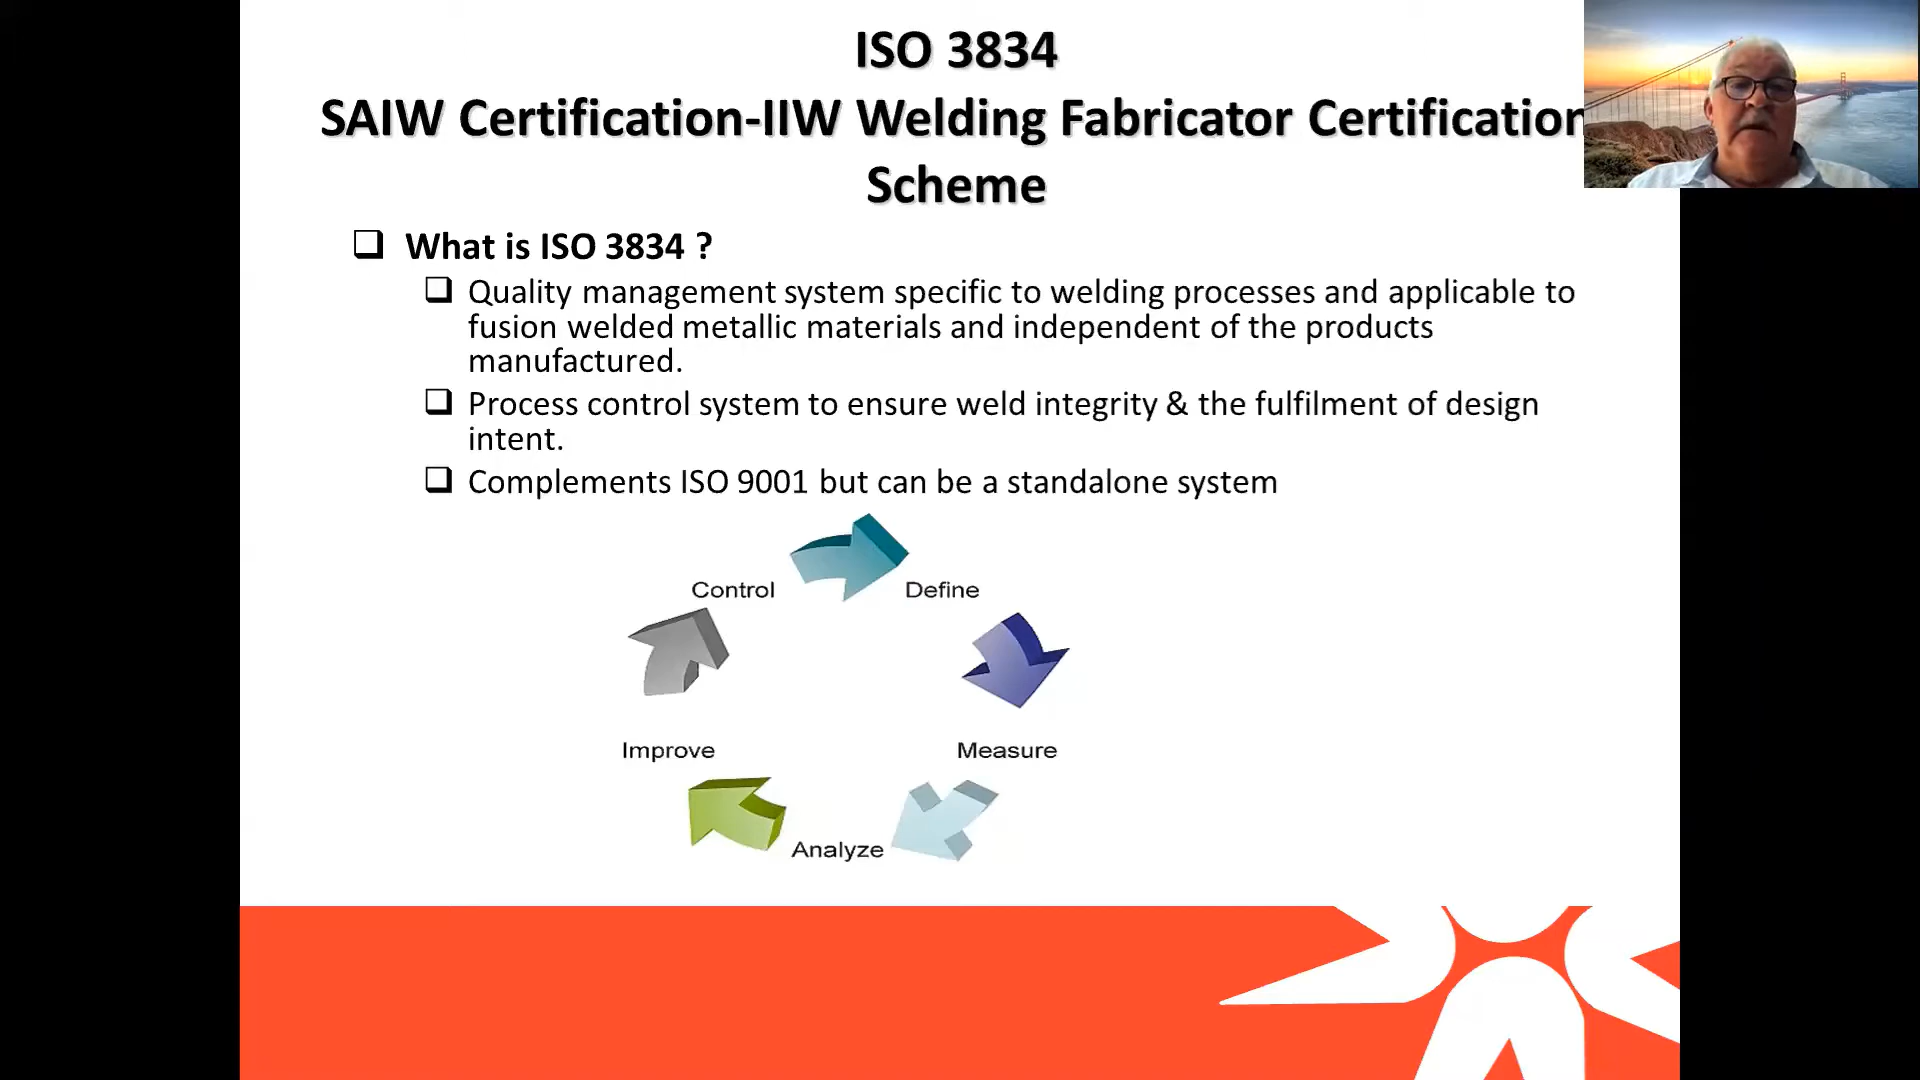 ISO 3834
SAIW Certification-IIW Welding Fabricator Certification
Scheme
What is ISO 3834 ?
Quality management system specific to welding processes and applicable to
fusion welded metallic materials and independent of the products
manufactured.
Process control system to ensure weld integrity & the fulfilment of design
intent.
Complements ISO 9001 but can be a standalone system
Control
Define
Improve
Measure
Analyze